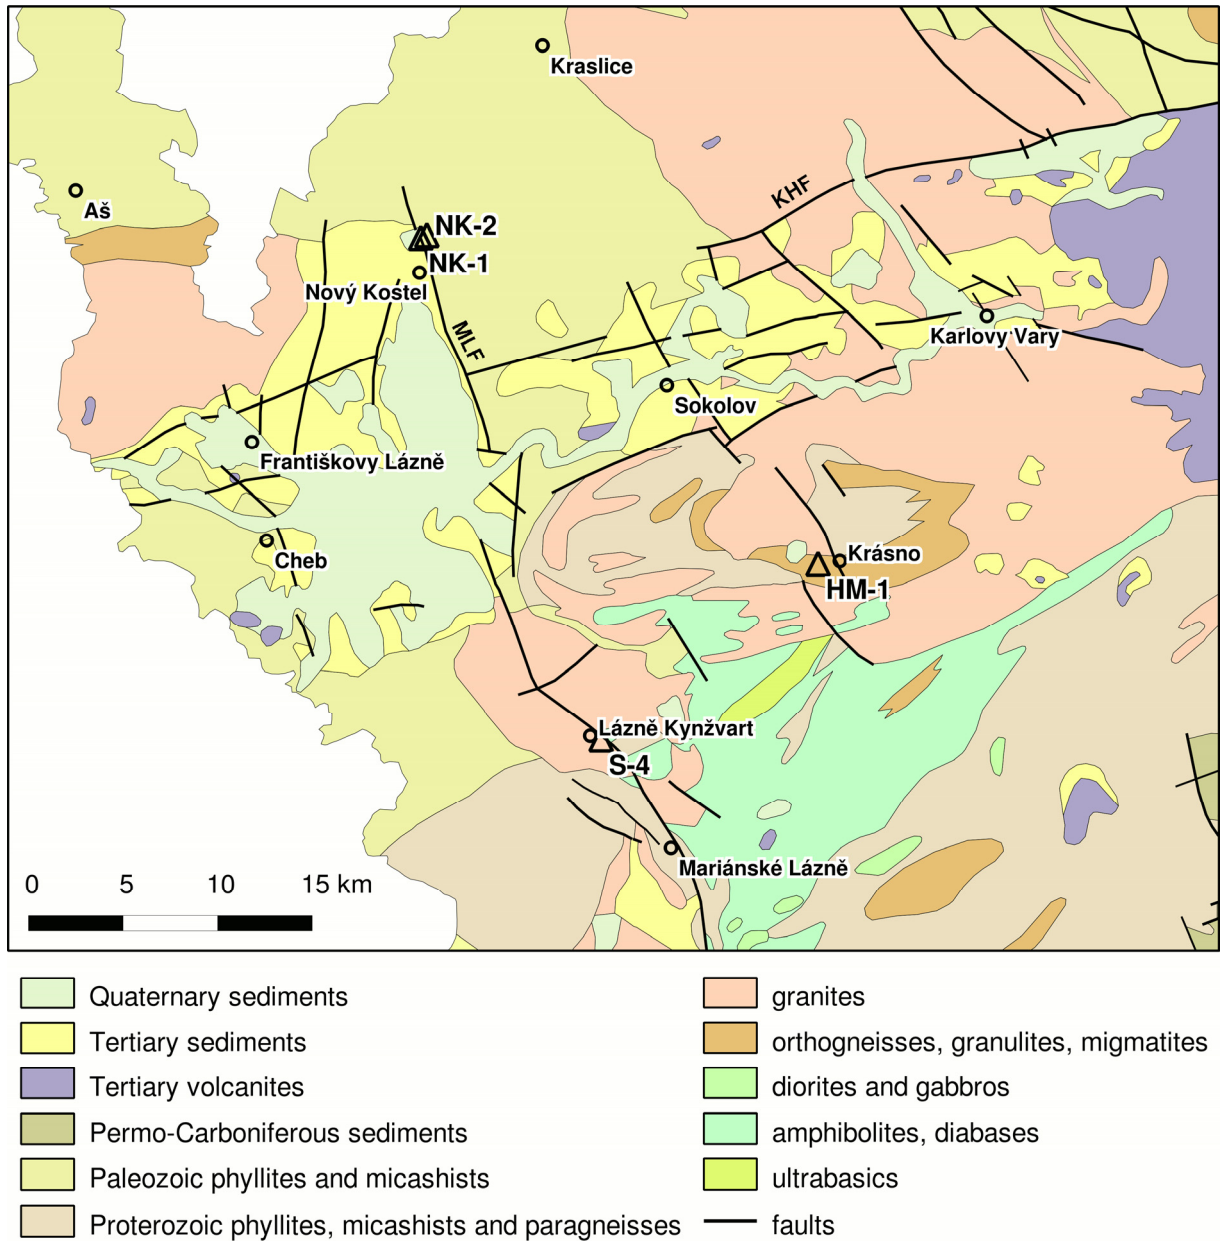 Kraslice
KHF
Aš
NK-2
NK-1
Nový Kostel
MLF
Karlovy Vary
Sokolov
Františkovy Lázně
Cheb
Krásno
HM-1
Lázně Kynžvart
S-4
Mariánské Lázně
0 5 10 15 km
Quaternary sediments
Tertiary sediments
Tertiary volcanites
Permo-Carboniferous sediments
Paleozoic phyllites and micashists
Proterozoic phyllites, micashists and paragneisses
granites
orthogneisses, granulites, migmatites
diorites and gabbros
amphibolites, diabases
ultrabasics
faults